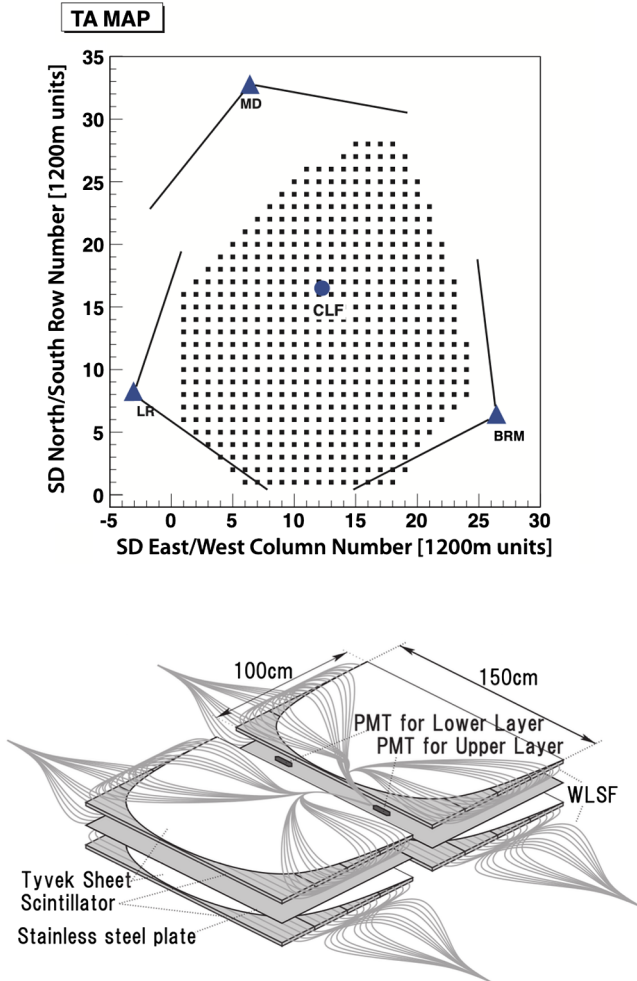 TA MAP
SD North/South Row Number [1200m units]
35
30
25
20
15
10
5
0
MD
CLF
LR
BRM
-5 0 5 10 15 20 25 30
SD East/West Column Number [1200m units]
100cm
150cm
PMT for Lower Layer
PMT for Upper Layer
WLSF
Tyvek Sheet
Scintillator
Stainless steel plate